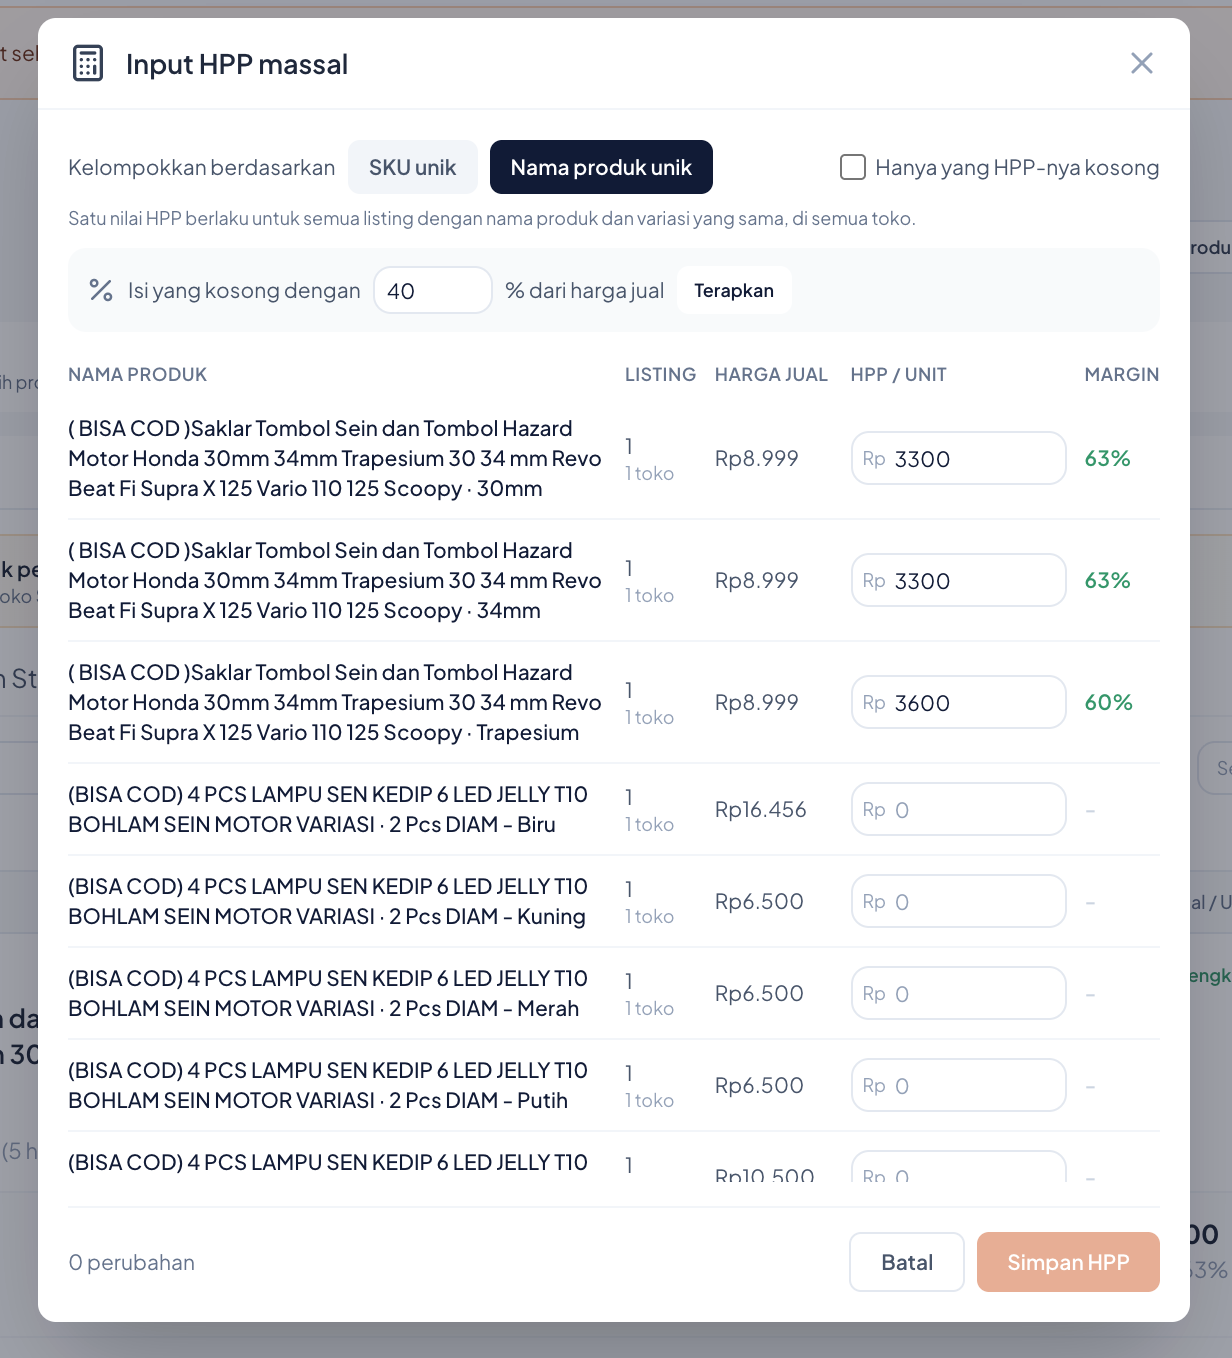 Input HPP massal
Kelompokkan berdasarkan SKU unik Nama produk unik Hanya yang HPP-nya kosong
Satu nilai HPP berlaku untuk semua listing dengan nama produk dan variasi yang sama, di semua toko.
Isi yang kosong dengan 40 % dari harga jual Terapkan
NAMA PRODUK LISTING HARGA JUAL HPP / UNIT MARGIN
( BISA COD )Saklar Tombol Sein dan Tombol Hazard
Motor Honda 30mm 34mm Trapesium 30 34 mm Revo
Beat Fi Supra X 125 Vario 110 125 Scoopy · 30mm
1
1 toko
Rp8.999
Rp 3300
63%
( BISA COD )Saklar Tombol Sein dan Tombol Hazard
Motor Honda 30mm 34mm Trapesium 30 34 mm Revo
Beat Fi Supra X 125 Vario 110 125 Scoopy · 34mm
1
1 toko
Rp8.999
Rp 3300
63%
( BISA COD )Saklar Tombol Sein dan Tombol Hazard
Motor Honda 30mm 34mm Trapesium 30 34 mm Revo
Beat Fi Supra X 125 Vario 110 125 Scoopy · Trapesium
1
1 toko
Rp8.999
Rp 3600
60%
(BISA COD) 4 PCS LAMPU SEN KEDIP 6 LED JELLY T10
BOHLAM SEIN MOTOR VARIASI · 2 Pcs DIAM - Biru
1
1 toko
Rp16.456
Rp 0
-
(BISA COD) 4 PCS LAMPU SEN KEDIP 6 LED JELLY T10
BOHLAM SEIN MOTOR VARIASI · 2 Pcs DIAM - Kuning
1
1 toko
Rp6.500
Rp 0
-
(BISA COD) 4 PCS LAMPU SEN KEDIP 6 LED JELLY T10
BOHLAM SEIN MOTOR VARIASI · 2 Pcs DIAM - Merah
1
1 toko
Rp6.500
Rp 0
-
(BISA COD) 4 PCS LAMPU SEN KEDIP 6 LED JELLY T10
BOHLAM SEIN MOTOR VARIASI · 2 Pcs DIAM - Putih
1
1 toko
Rp6.500
Rp 0
-
(BISA COD) 4 PCS LAMPU SEN KEDIP 6 LED JELLY T10
1
Rp10.500
Rp 0
-
0 perubahan
Batal
Simpan HPP